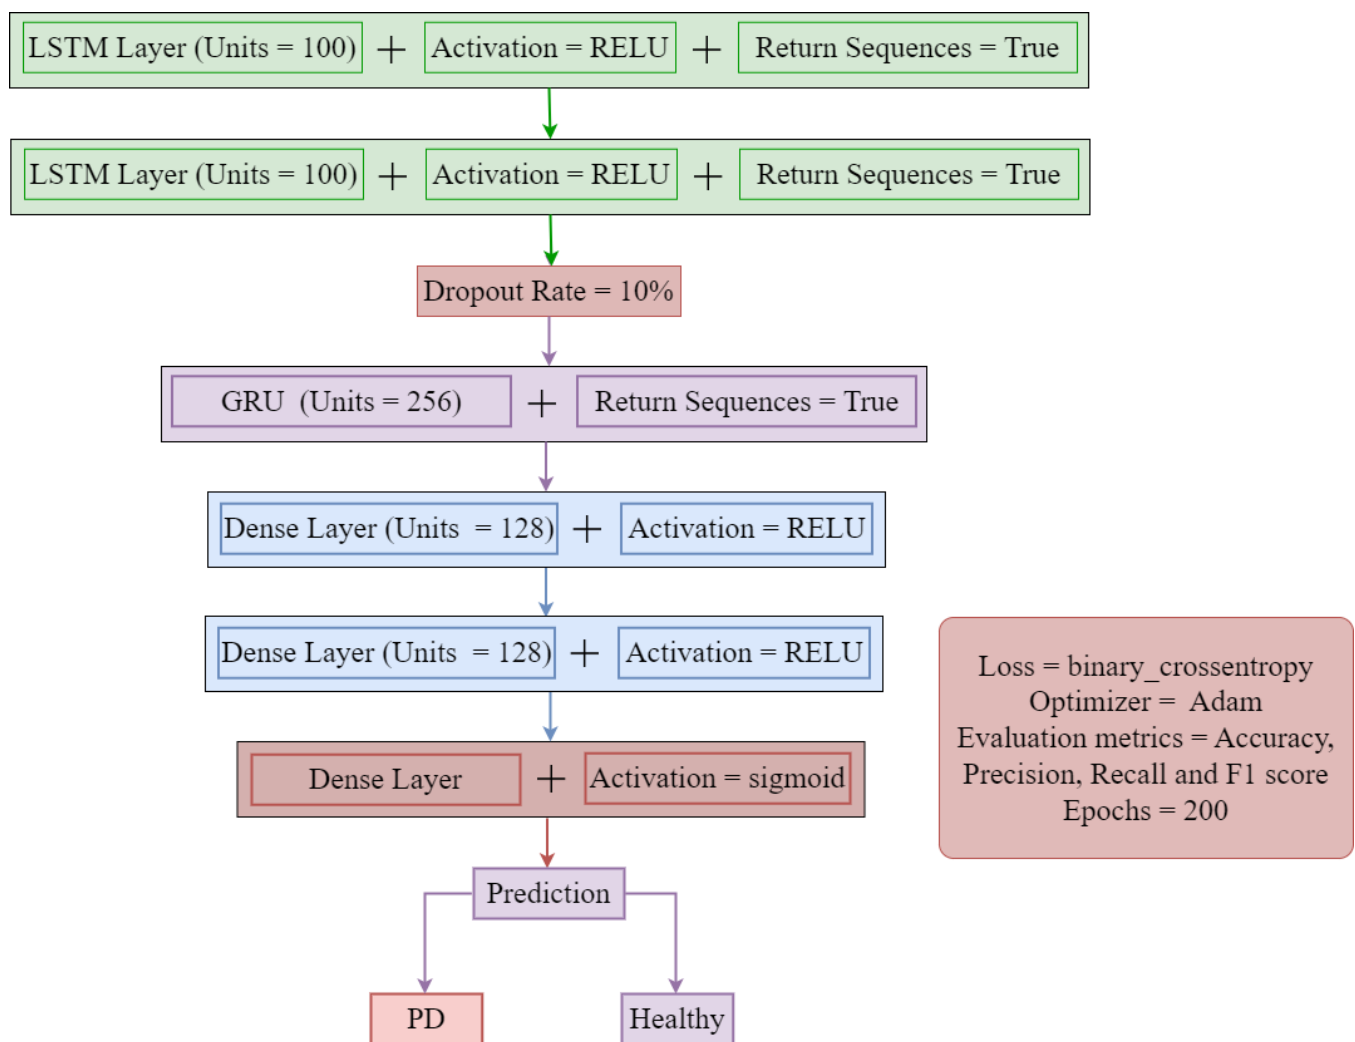 LSTM Layer (Units = 100) + Activation = RELU + Return Sequences = True
LSTM Layer (Units = 100) + Activation = RELU + Return Sequences = True
Dropout Rate = 10%
GRU (Units = 256) + Return Sequences = True
Dense Layer (Units = 128) + Activation = RELU
Dense Layer (Units = 128) + Activation = RELU
Dense Layer + Activation = sigmoid
Prediction
PD
Healthy
Loss = binary_crossentropy
Optimizer = Adam
Evaluation metrics = Accuracy,
Precision, Recall and F1 score
Epochs = 200